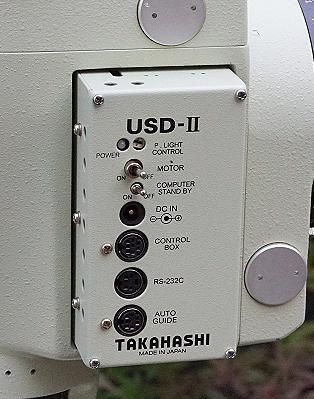 USD-II
P. LIGHT
CONTROL
POWER
MOTOR
ON OFF
COMPUTER
STAND BY
ON OFF
DC IN
CONTROL
BOX
RS-232C
AUTO
GUIDE
TAKAHASHI
MADE IN JAPAN